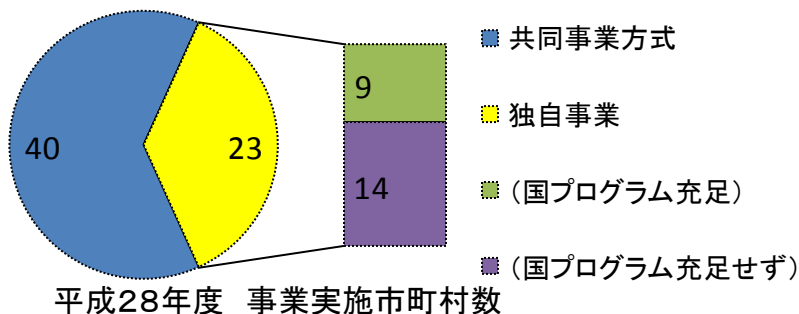 40
23
9
14
共同事業方式
独自事業
(国プログラム充足)
(国プログラム充足せず)
平成28年度 事業実施市町村数